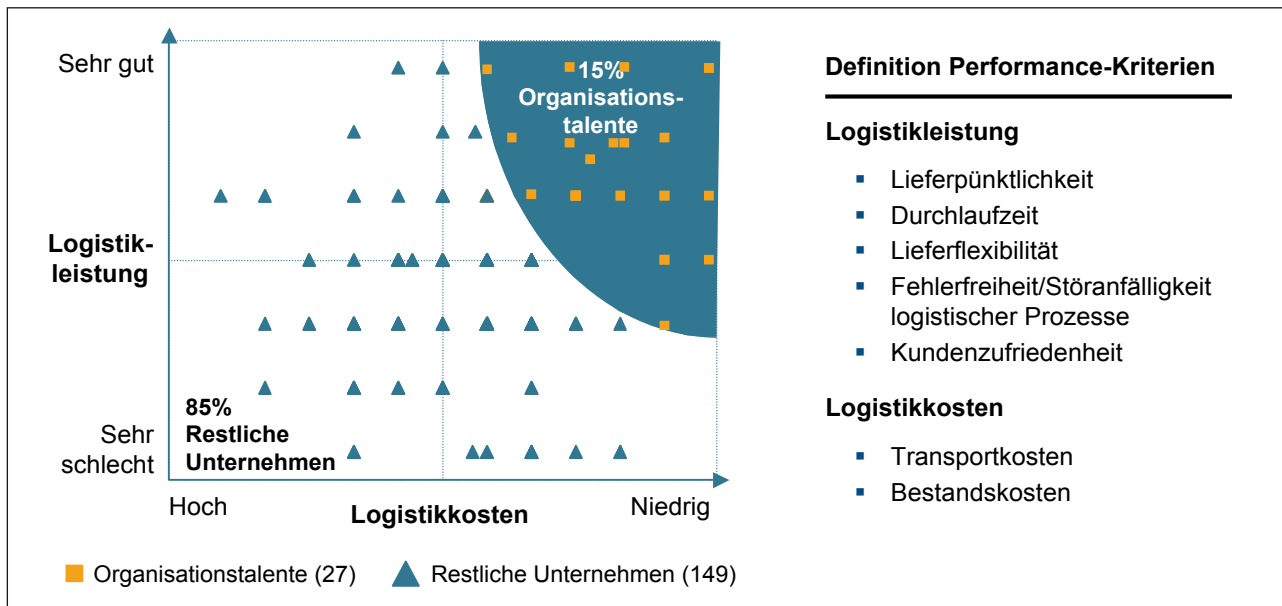 Sehr gut
Logistik-
leistung
Sehr
schlecht
15%
Organisations-
talente
85%
Restliche
Unternehmen
Hoch
Logistikkosten
Niedrig
Organisationstalente (27)
Restliche Unternehmen (149)
Definition Performance-Kriterien
Logistikleistung
▪ Lieferpünktlichkeit
▪ Durchlaufzeit
▪ Lieferflexibilität
▪ Fehlerfreiheit/Störanfälligkeit
logistischer Prozesse
▪ Kundenzufriedenheit
Logistikkosten
▪ Transportkosten
▪ Bestandskosten